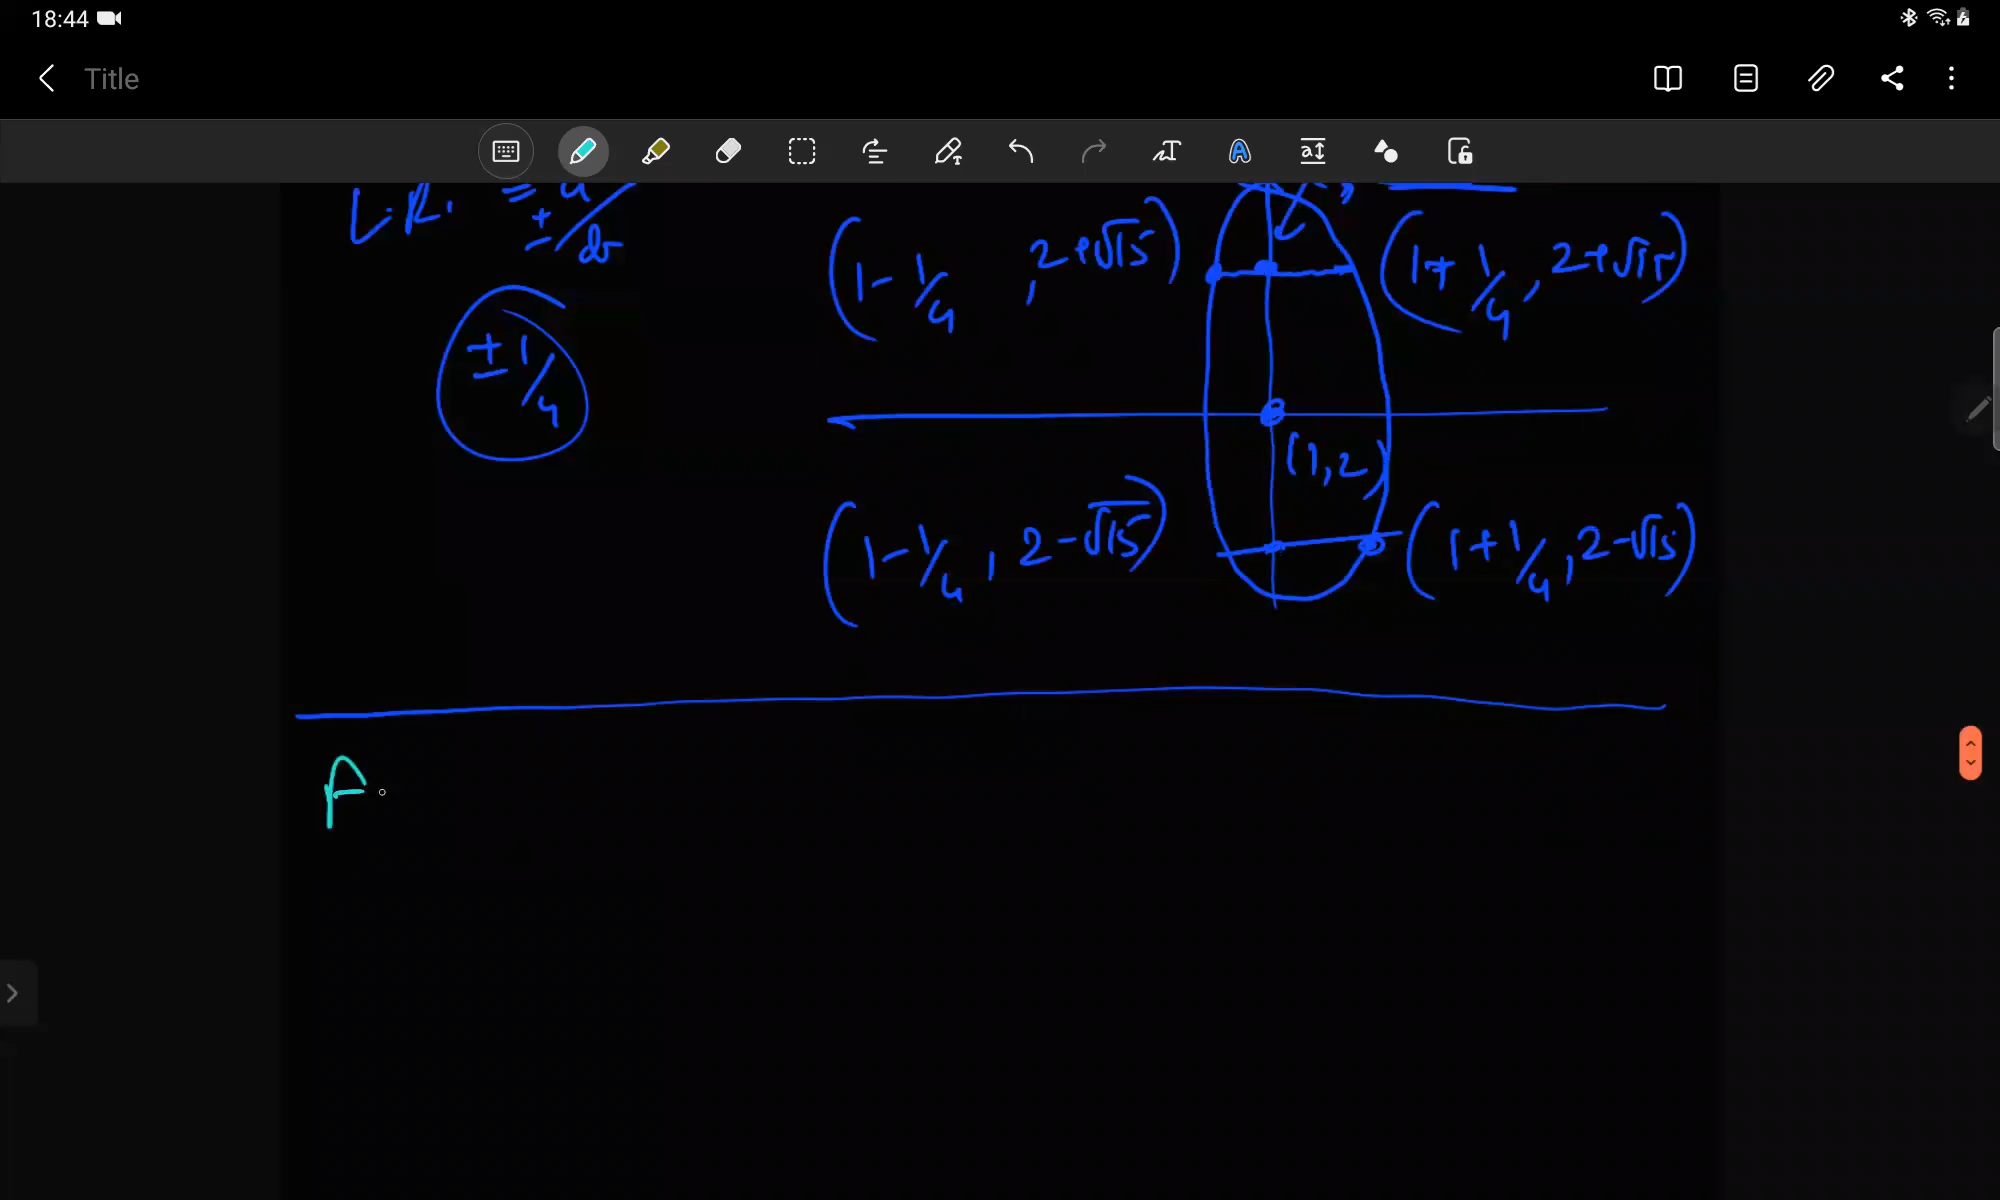 18:44
Title
L.R. = a
± / 2
(1 - 1/4 , 2+√15)
(1 + 1/4 , 2+√15)
± 1/4
(1,2)
(1 - 1/4 , 2-√15)
(1 + 1/4 , 2-√15)